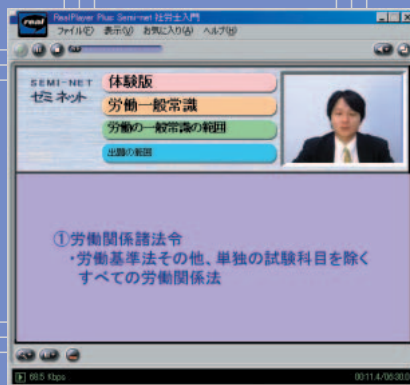 real
RealPlayer Plus: Semi-net 社労士入門
ファイル(F) 表示(V) お気に入り(A) ヘルプ(H)
SEMI-NET
ゼミネット
体験版
労働一般常識
労働の一般常識の範囲
出題の範囲
①労働関係諸法令
・労働基準法その他、単独の試験科目を除く
すべての労働関係法
68.5 Kbps
00:11.4/06:30.0